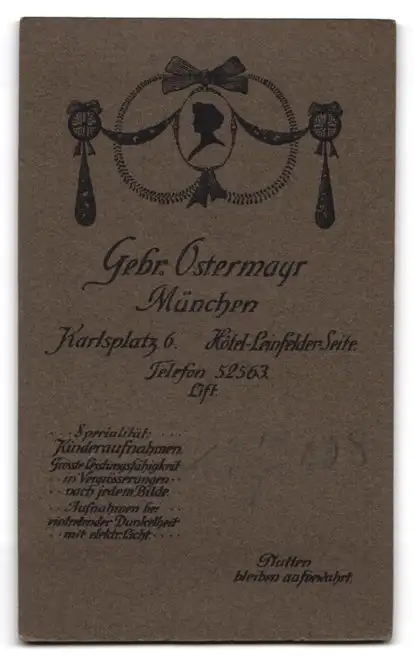 Gebr. Ostermayr
München
Karlsplatz 6. Hôtel-Leinfelder-Seite.
Telefon 52563.
Lift.
Specialität:
Kinderaufnahmen
Grösste Leistungsfähigkeit
in Vergrösserungen
nach jedem Bilde.
Aufnahmen bei
eintretender Dunkelheit
mit elektr. Licht.
Platten
bleiben aufbewahrt.